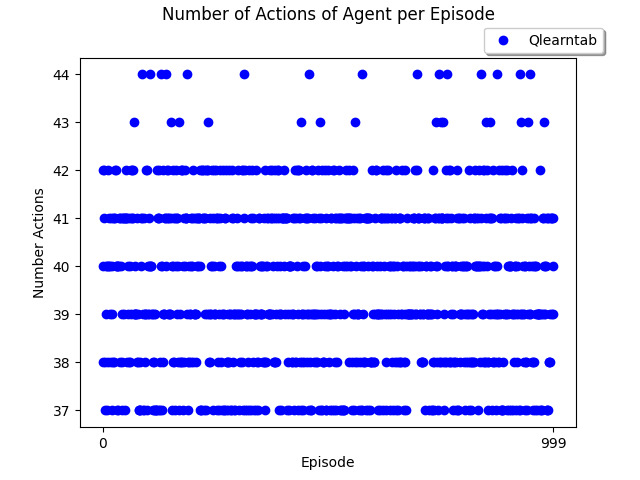 Number of Actions of Agent per Episode
Qlearntab
44
43
42
41
40
39
38
37
Number Actions
0
999
Episode